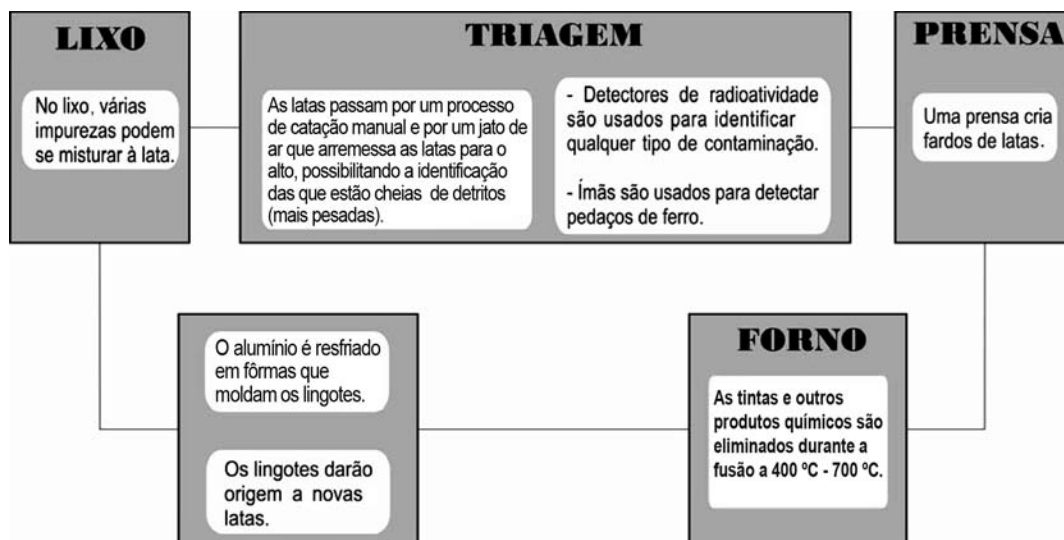 LIXO
No lixo, várias
impurezas podem
se misturar à lata.
TRIAGEM
As latas passam por um processo
de catação manual e por um jato de
ar que arremessa as latas para o
alto, possibilitando a identificação
das que estão cheias de detritos
(mais pesadas).
- Detectores de radioatividade
são usados para identificar
qualquer tipo de contaminação.
- Ímãs são usados para detectar
pedaços de ferro.
PRENSA
Uma prensa cria
fardos de latas.
FORNO
As tintas e outros
produtos químicos são
eliminados durante a
fusão a 400 ºC - 700 ºC.
O alumínio é resfriado
em fôrmas que
moldam os lingotes.
Os lingotes darão
origem a novas
latas.